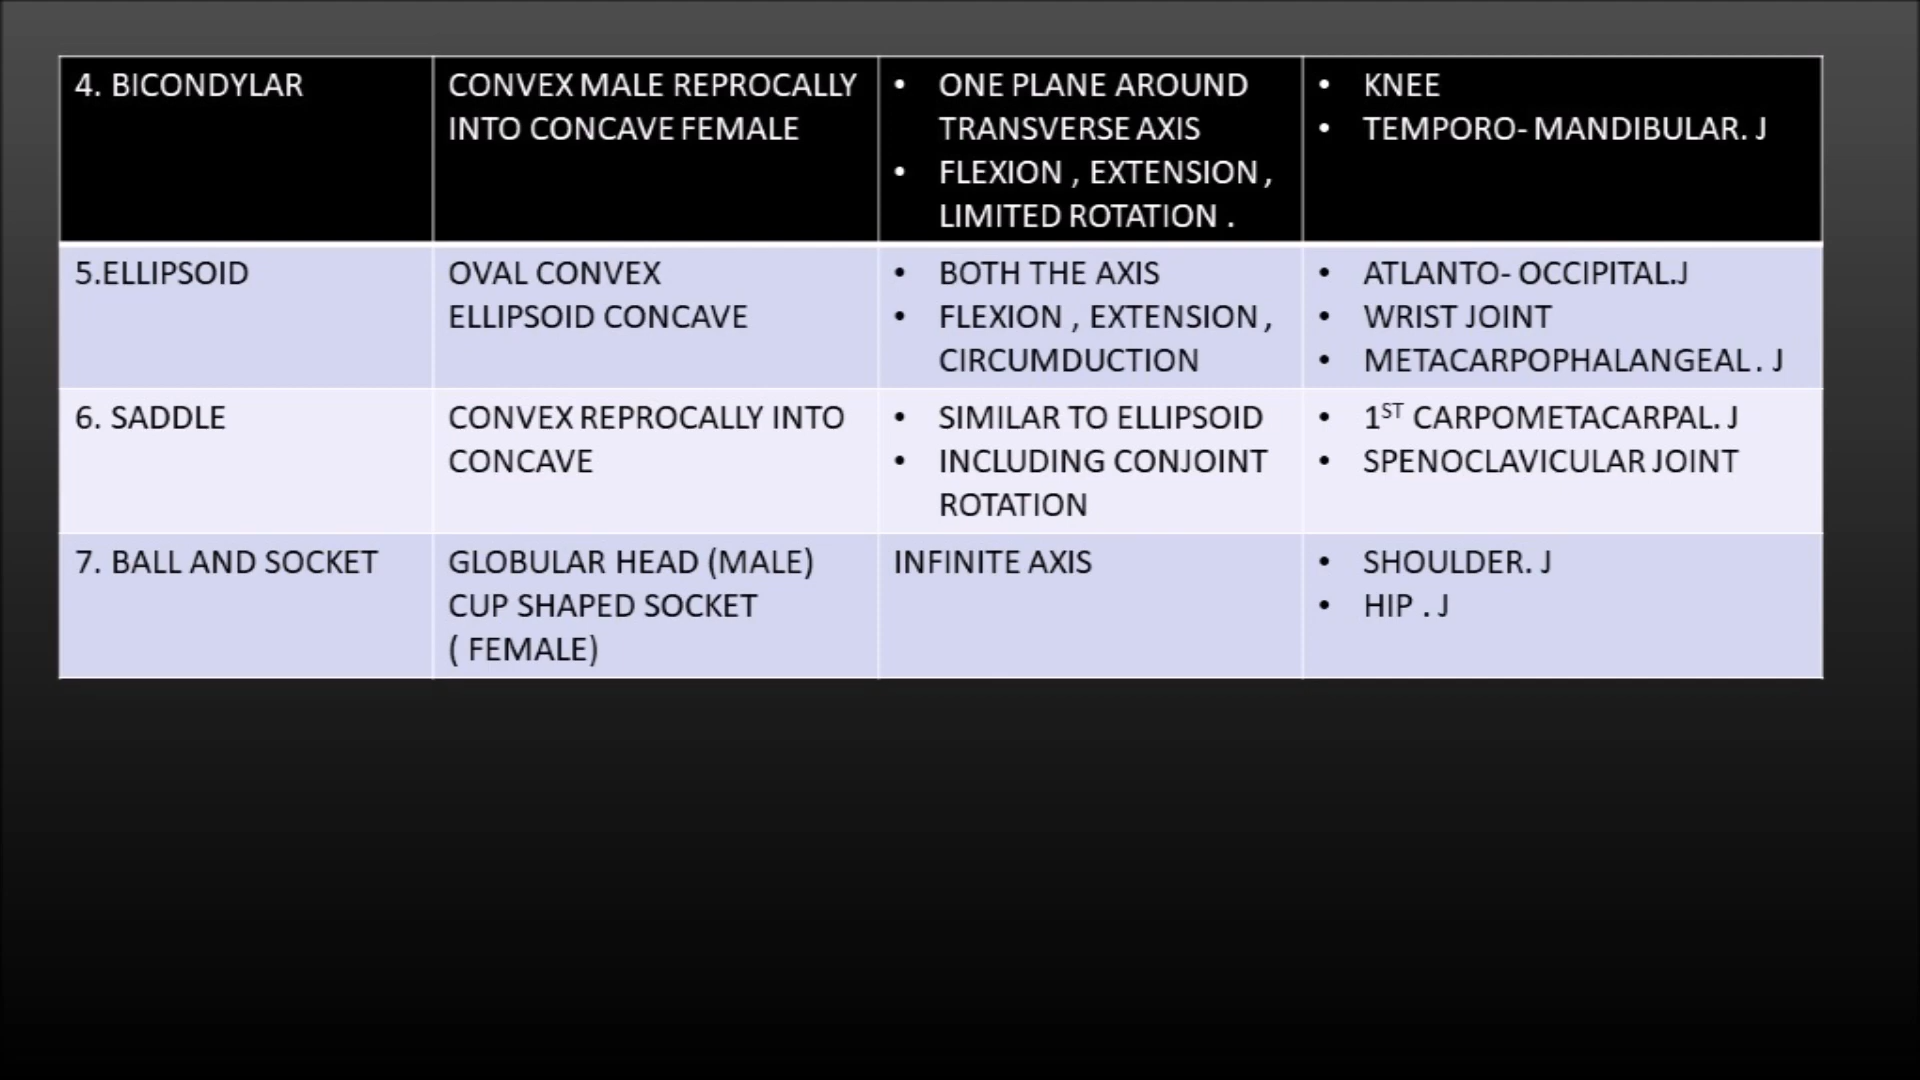 4. BICONDYLAR
CONVEX MALE REPROCALLY
INTO CONCAVE FEMALE
• ONE PLANE AROUND
TRANSVERSE AXIS
• FLEXION , EXTENSION ,
LIMITED ROTATION .
• KNEE
• TEMPORO- MANDIBULAR. J
5.ELLIPSOID
OVAL CONVEX
ELLIPSOID CONCAVE
• BOTH THE AXIS
• FLEXION , EXTENSION ,
CIRCUMDUCTION
• ATLANTO- OCCIPITAL.J
• WRIST JOINT
• METACARPOPHALANGEAL . J
6. SADDLE
CONVEX REPROCALLY INTO
CONCAVE
• SIMILAR TO ELLIPSOID
• INCLUDING CONJOINT
ROTATION
• 1ST CARPOMETACARPAL. J
• SPENOCLAVICULAR JOINT
7. BALL AND SOCKET
GLOBULAR HEAD (MALE)
CUP SHAPED SOCKET
( FEMALE)
INFINITE AXIS
• SHOULDER. J
• HIP . J